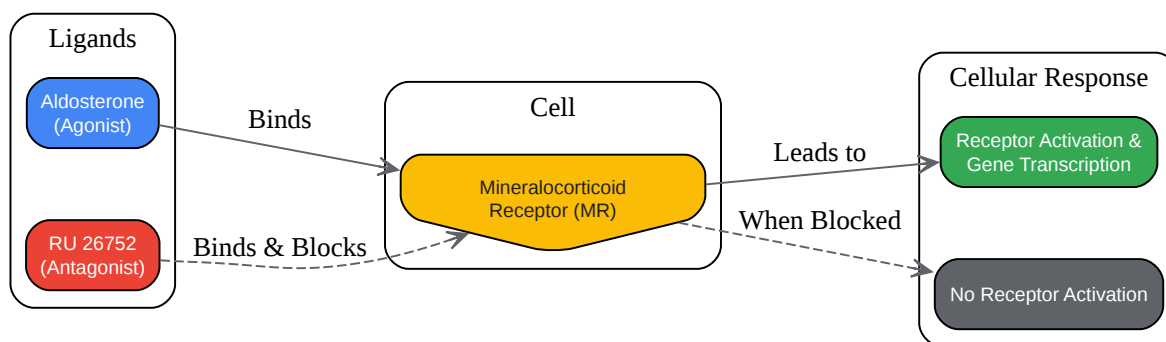 Ligands
Aldosterone
(Agonist)
RU 26752
(Antagonist)
Binds
Binds & Blocks
Cell
Mineralocorticoid
Receptor (MR)
Leads to
When Blocked
Cellular Response
Receptor Activation &
Gene Transcription
No Receptor Activation